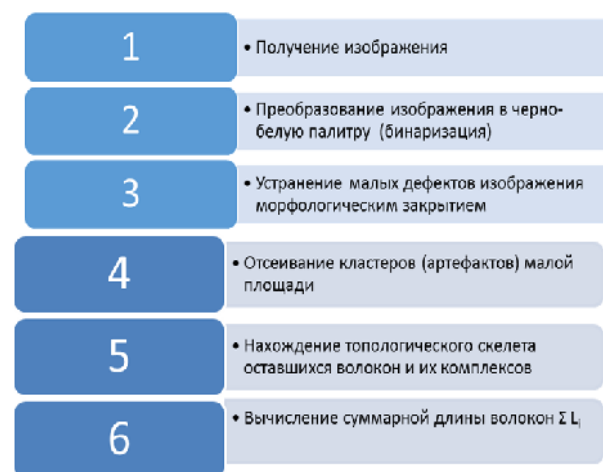 1
• Получение изображения
2
• Преобразование изображения в черно-
белую палитру (бинаризация)
3
• Устранение малых дефектов изображения
морфологическим закрытием
4
• Отсеивание кластеров (артефактов) малой
площади
5
• Нахождение топологического скелета
оставшихся волокон и их комплексов
6
• Вычисление суммарной длины волокон Σ Lᵢ